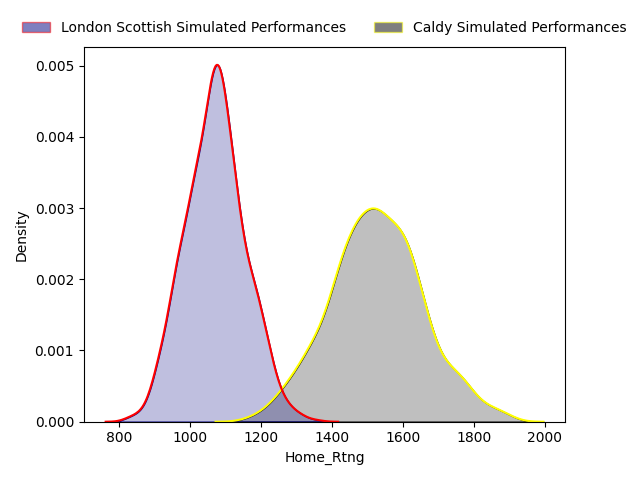 London Scottish Simulated Performances Caldy Simulated Performances
0.005
0.004
0.003
0.002
0.001
0.000
Density
800 1000 1200 1400 1600 1800 2000
Home_Rtng